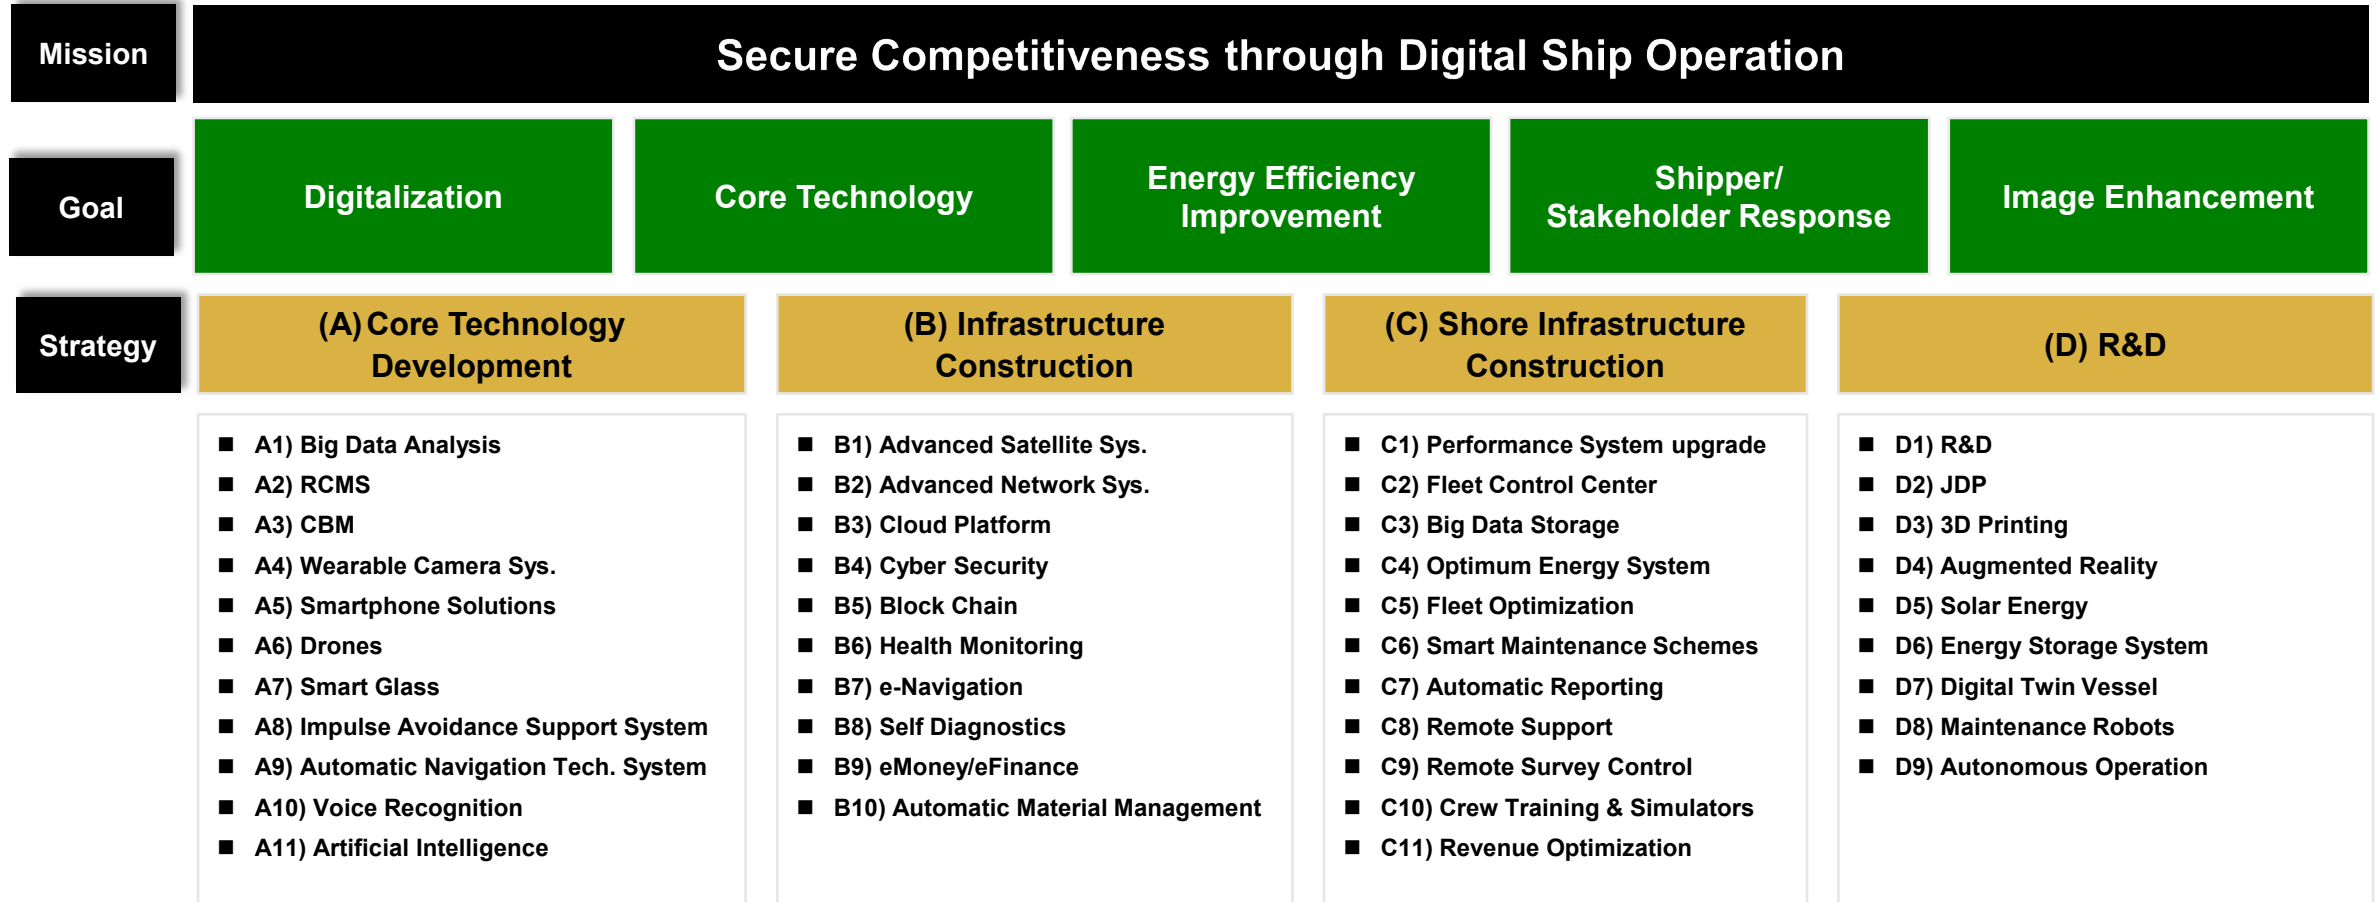 Mission
Secure Competitiveness through Digital Ship Operation
Goal
Digitalization
Core Technology
Energy Efficiency
Improvement
Shipper/
Stakeholder Response
Image Enhancement
Strategy
(A) Core Technology
Development
(B) Infrastructure
Construction
(C) Shore Infrastructure
Construction
(D) R&D
■ A1) Big Data Analysis
■ A2) RCMS
■ A3) CBM
■ A4) Wearable Camera Sys.
■ A5) Smartphone Solutions
■ A6) Drones
■ A7) Smart Glass
■ A8) Impulse Avoidance Support System
■ A9) Automatic Navigation Tech. System
■ A10) Voice Recognition
■ A11) Artificial Intelligence
■ B1) Advanced Satellite Sys.
■ B2) Advanced Network Sys.
■ B3) Cloud Platform
■ B4) Cyber Security
■ B5) Block Chain
■ B6) Health Monitoring
■ B7) e-Navigation
■ B8) Self Diagnostics
■ B9) eMoney/eFinance
■ B10) Automatic Material Management
■ C1) Performance System upgrade
■ C2) Fleet Control Center
■ C3) Big Data Storage
■ C4) Optimum Energy System
■ C5) Fleet Optimization
■ C6) Smart Maintenance Schemes
■ C7) Automatic Reporting
■ C8) Remote Support
■ C9) Remote Survey Control
■ C10) Crew Training & Simulators
■ C11) Revenue Optimization
■ D1) R&D
■ D2) JDP
■ D3) 3D Printing
■ D4) Augmented Reality
■ D5) Solar Energy
■ D6) Energy Storage System
■ D7) Digital Twin Vessel
■ D8) Maintenance Robots
■ D9) Autonomous Operation